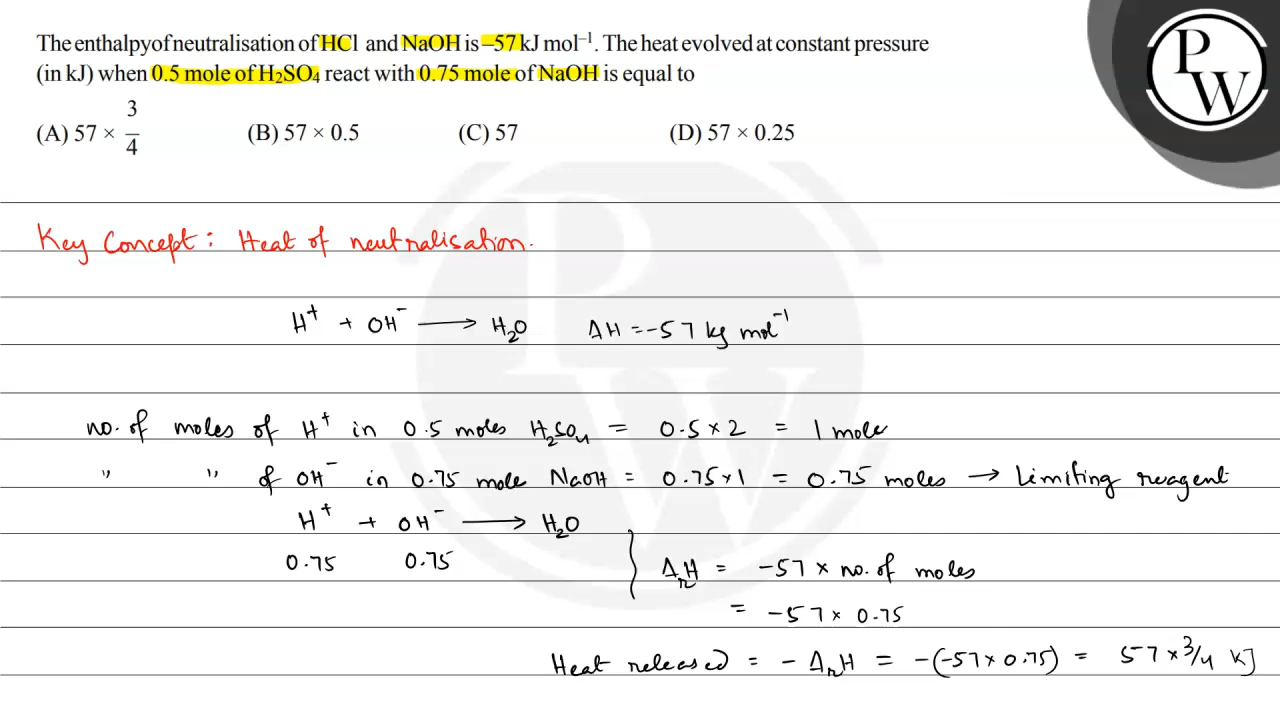 The enthalpy of neutralisation of HCl and NaOH is –57 kJ mol⁻¹. The heat evolved at constant pressure
(in kJ) when 0.5 mole of H₂SO₄ react with 0.75 mole of NaOH is equal to
(A) 57 × 3/4 (B) 57 × 0.5 (C) 57 (D) 57 × 0.25
P
W
Key Concept: Heat of neutralisation.
H⁺ + OH⁻ ⟶ H₂O ΔH = -57 kg mol⁻¹
no. of moles of H⁺ in 0.5 moles H₂SO₄ = 0.5 × 2 = 1 mole
" " of OH⁻ in 0.75 mole NaOH = 0.75 × 1 = 0.75 moles → Limiting reagent
H⁺ + OH⁻ ⟶ H₂O
0.75 0.75
ΔᵣH = -57 × no. of moles
= -57 × 0.75
Heat released = - ΔᵣH = -(-57 × 0.75) = 57 × 3/4 kJ